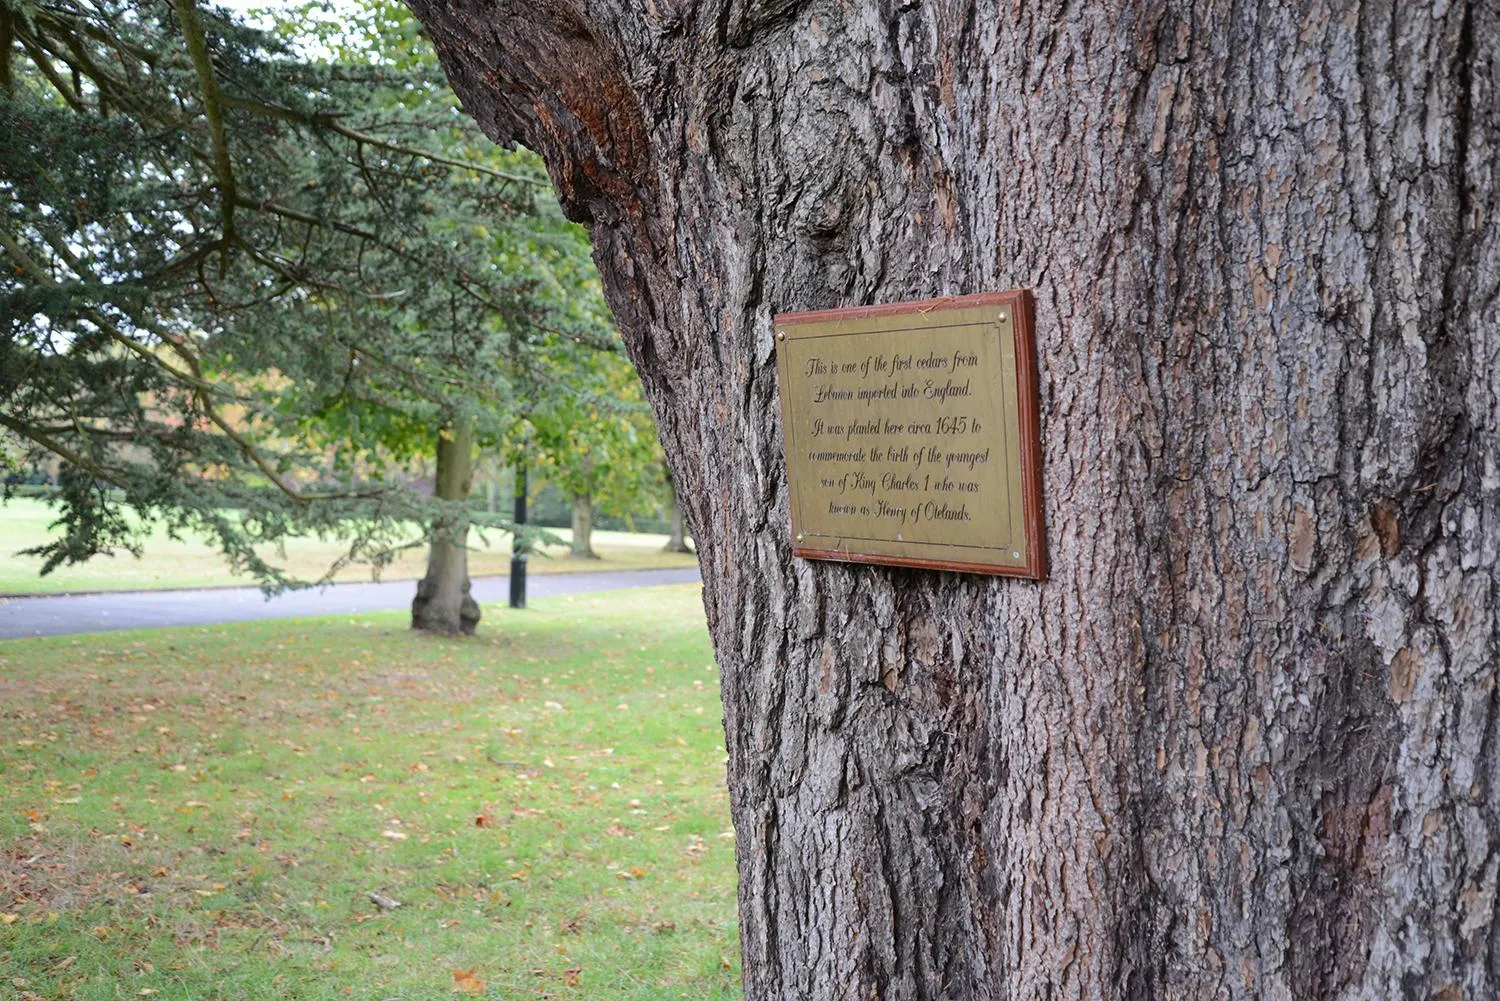 This is one of the first cedars from
Lebanon imported into England.
It was planted here circa 1645 to
commemorate the birth of the youngest
son of King Charles 1 who was
known as Henry of Otelands.